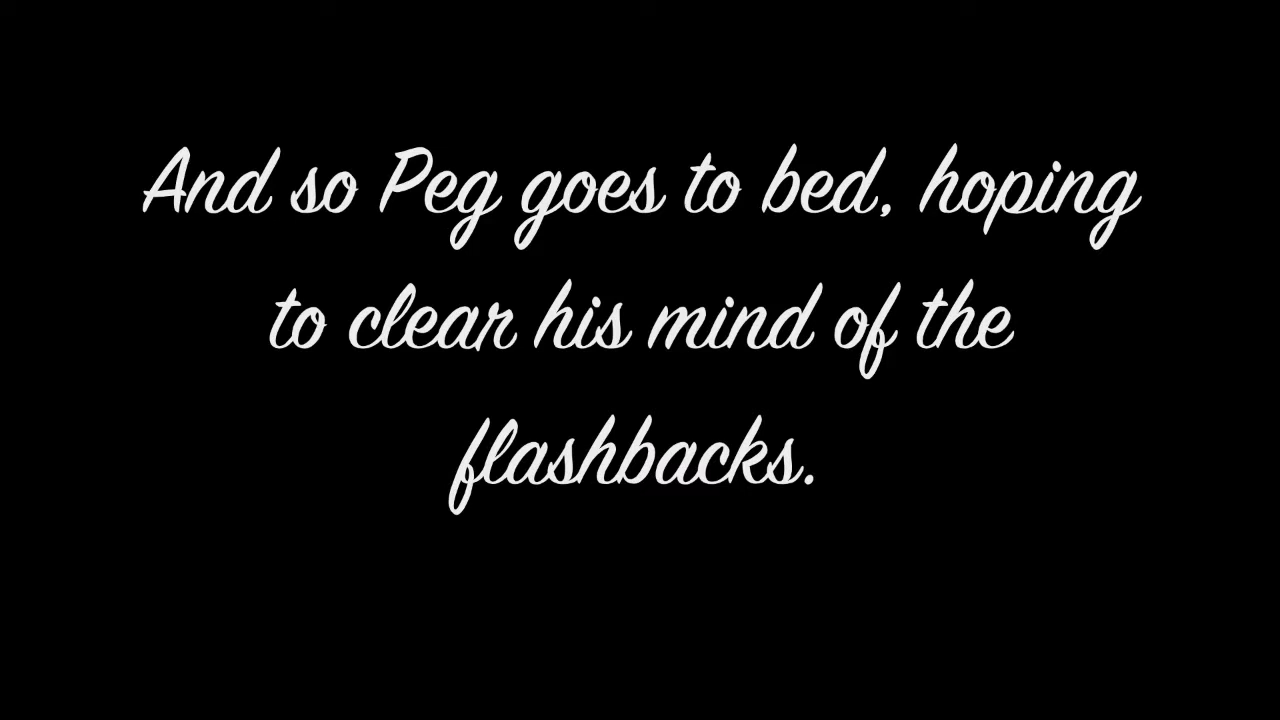 And so Peg goes to bed, hoping
to clear his mind of the
flashbacks.